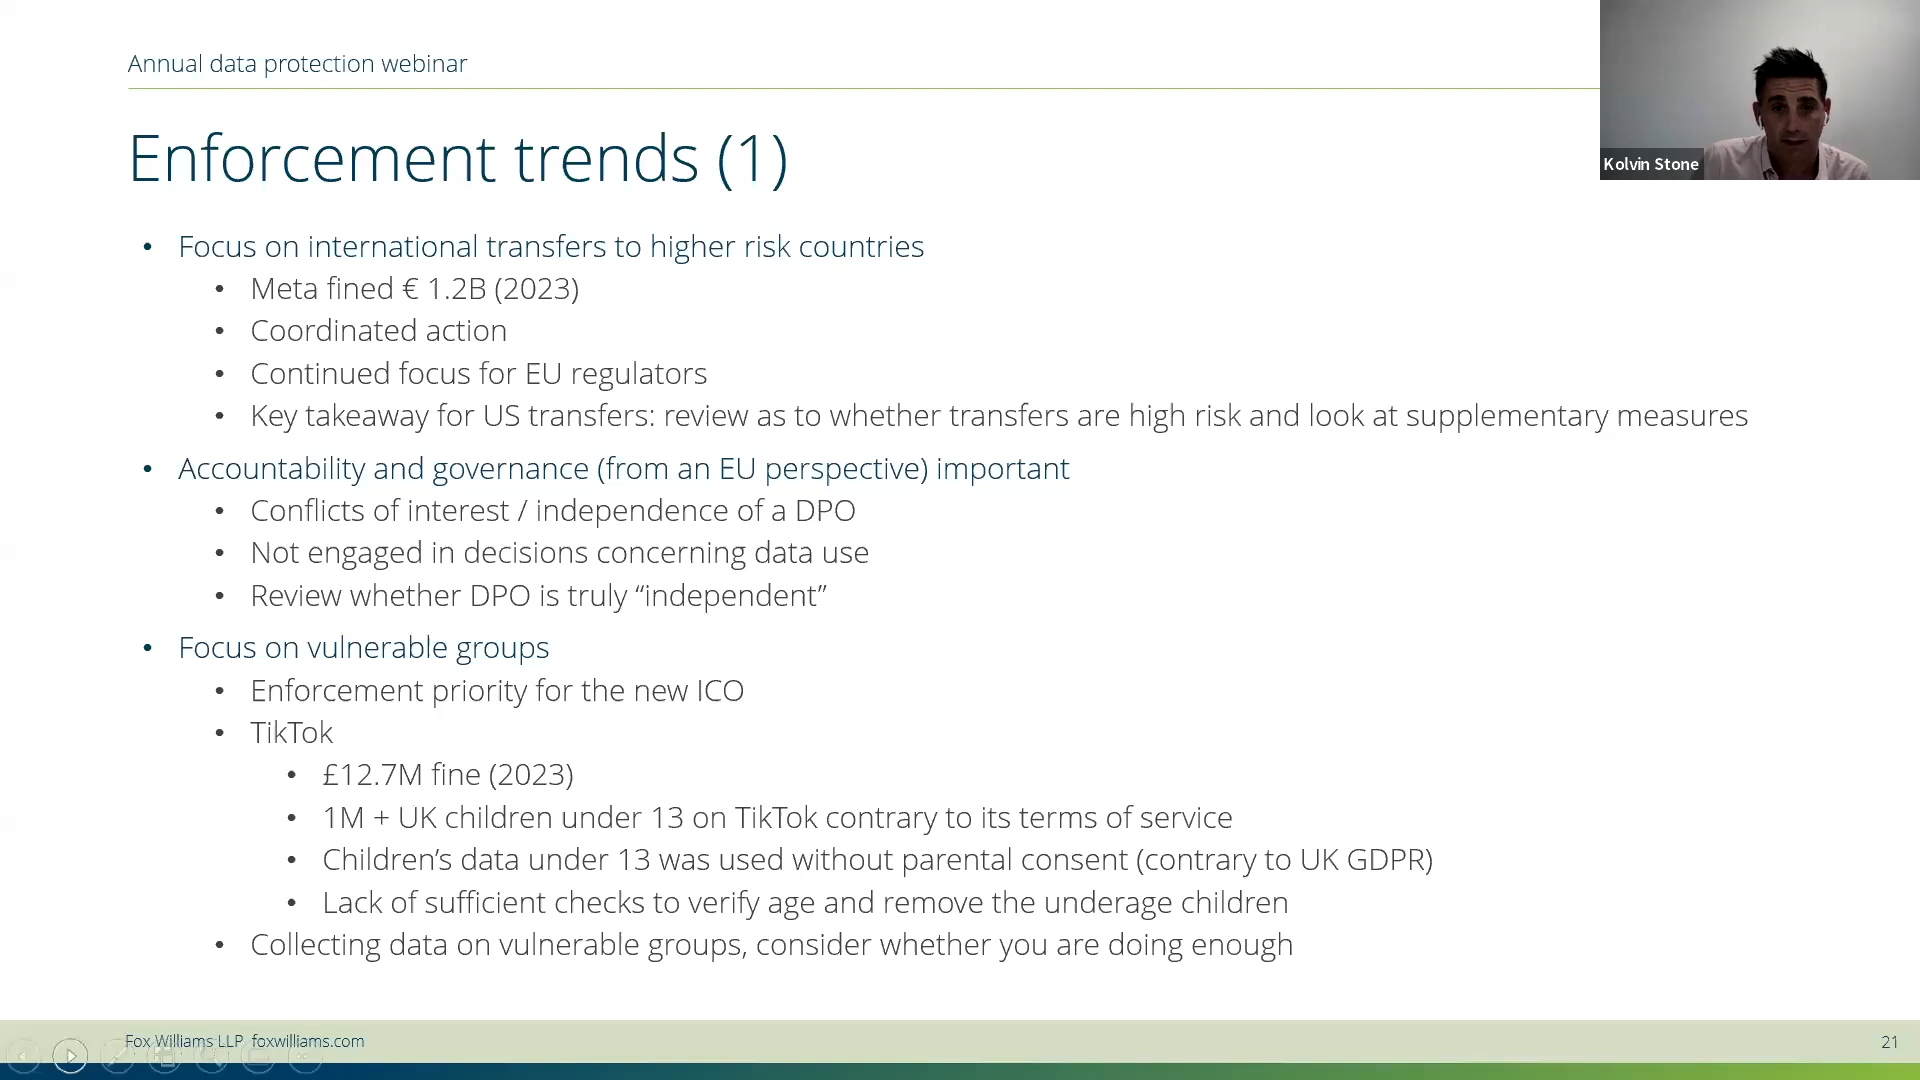 Annual data protection webinar
Kolvin Stone
Enforcement trends (1)
• Focus on international transfers to higher risk countries
• Meta fined € 1.2B (2023)
• Coordinated action
• Continued focus for EU regulators
• Key takeaway for US transfers: review as to whether transfers are high risk and look at supplementary measures
• Accountability and governance (from an EU perspective) important
• Conflicts of interest / independence of a DPO
• Not engaged in decisions concerning data use
• Review whether DPO is truly “independent”
• Focus on vulnerable groups
• Enforcement priority for the new ICO
• TikTok
• £12.7M fine (2023)
• 1M + UK children under 13 on TikTok contrary to its terms of service
• Children’s data under 13 was used without parental consent (contrary to UK GDPR)
• Lack of sufficient checks to verify age and remove the underage children
• Collecting data on vulnerable groups, consider whether you are doing enough
Fox Williams LLP foxwilliams.com
21